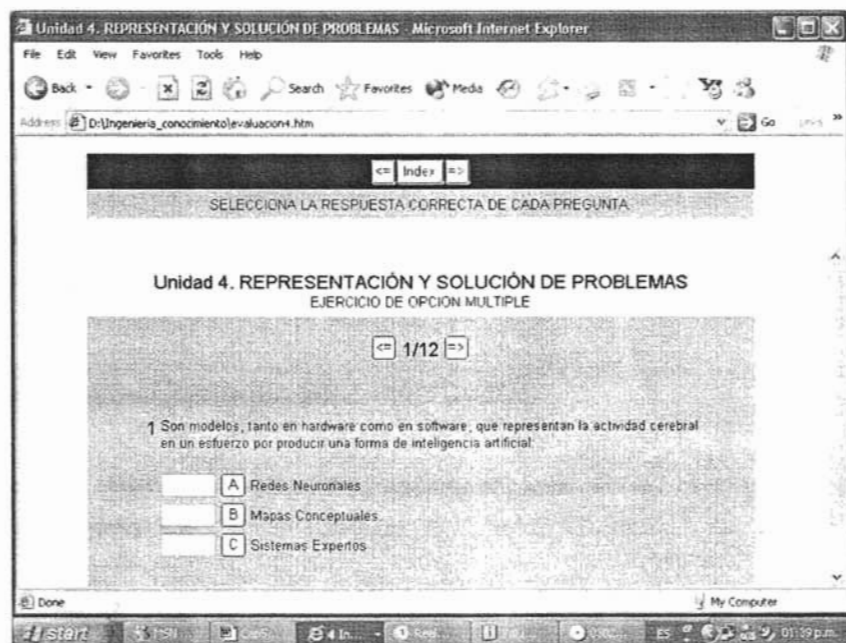 Unidad 4. REPRESENTACIÓN Y SOLUCIÓN DE PROBLEMAS - Microsoft Internet Explorer
File Edit View Favorites Tools Help
Back Search Favorites Media
Address D:\Ingenieria_conocimiento\evaluacion4.htm Go Links »
<= Index =>
SELECCIONA LA RESPUESTA CORRECTA DE CADA PREGUNTA
Unidad 4. REPRESENTACIÓN Y SOLUCIÓN DE PROBLEMAS
EJERCICIO DE OPCION MULTIPLE
<= 1/12 =>
1 Son modelos, tanto en hardware como en software, que representan la actividad cerebral
en un esfuerzo por producir una forma de inteligencia artificial:
A Redes Neuronales
B Mapas Conceptuales.
C Sistemas Expertos
Done My Computer
start MSN 4 In... ES 01:39 p.m.